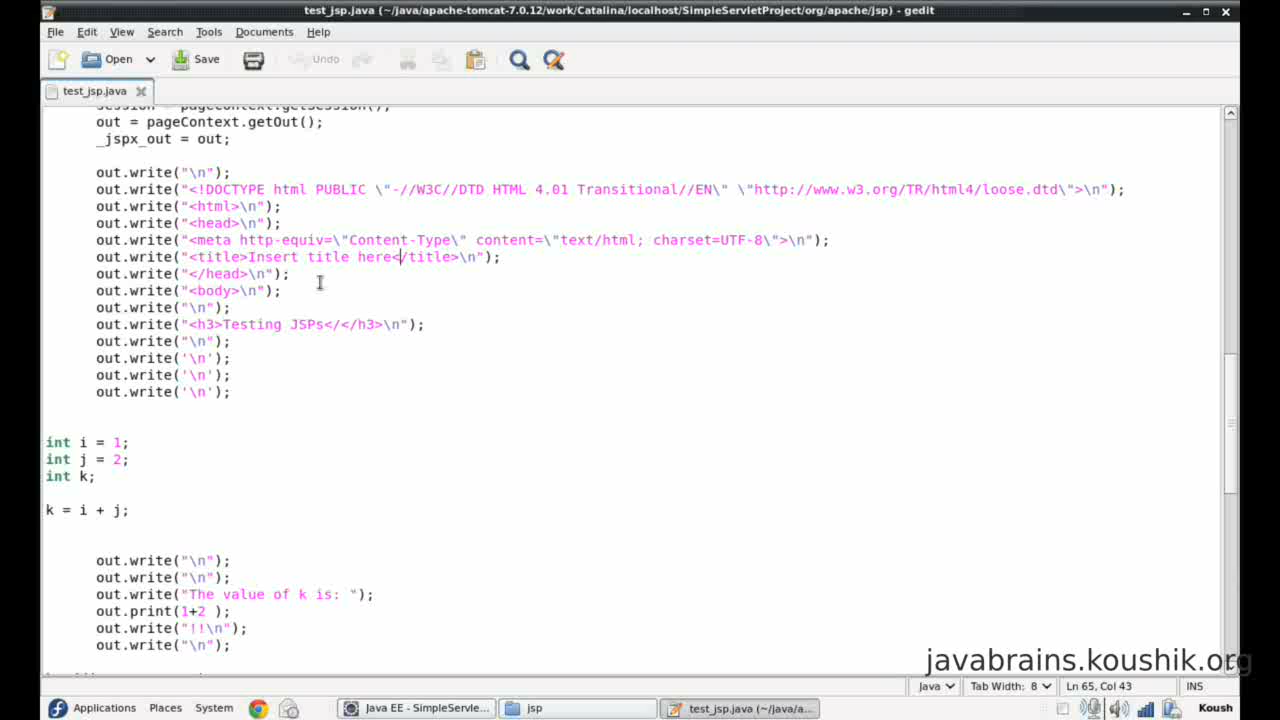 test_jsp.java (~/java/apache-tomcat-7.0.12/work/Catalina/localhost/SimpleServletProject/org/apache/jsp) - gedit
File Edit View Search Tools Documents Help
Open Save Undo
test_jsp.java
session = pageContext.getSession();
out = pageContext.getOut();
_jspx_out = out;
out.write("\n");
out.write("<!DOCTYPE html PUBLIC \"-//W3C//DTD HTML 4.01 Transitional//EN\" \"http://www.w3.org/TR/html4/loose.dtd\">\n");
out.write("<html>\n");
out.write("<head>\n");
out.write("<meta http-equiv=\"Content-Type\" content=\"text/html; charset=UTF-8\">\n");
out.write("<title>Insert title here</title>\n");
out.write("</head>\n");
out.write("<body>\n");
out.write("\n");
out.write("<h3>Testing JSPs</</h3>\n");
out.write("\n");
out.write('\n');
out.write('\n');
out.write('\n');
int i = 1;
int j = 2;
int k;
k = i + j;
out.write("\n");
out.write("\n");
out.write("The value of k is: ");
out.print(1+2 );
out.write("!!\n");
out.write("\n");
javabrains.koushik.org
Java Tab Width: 8 Ln 65, Col 43 INS
Applications Places System Java EE - SimpleServle... jsp test_jsp.java (~/java/a... Koush